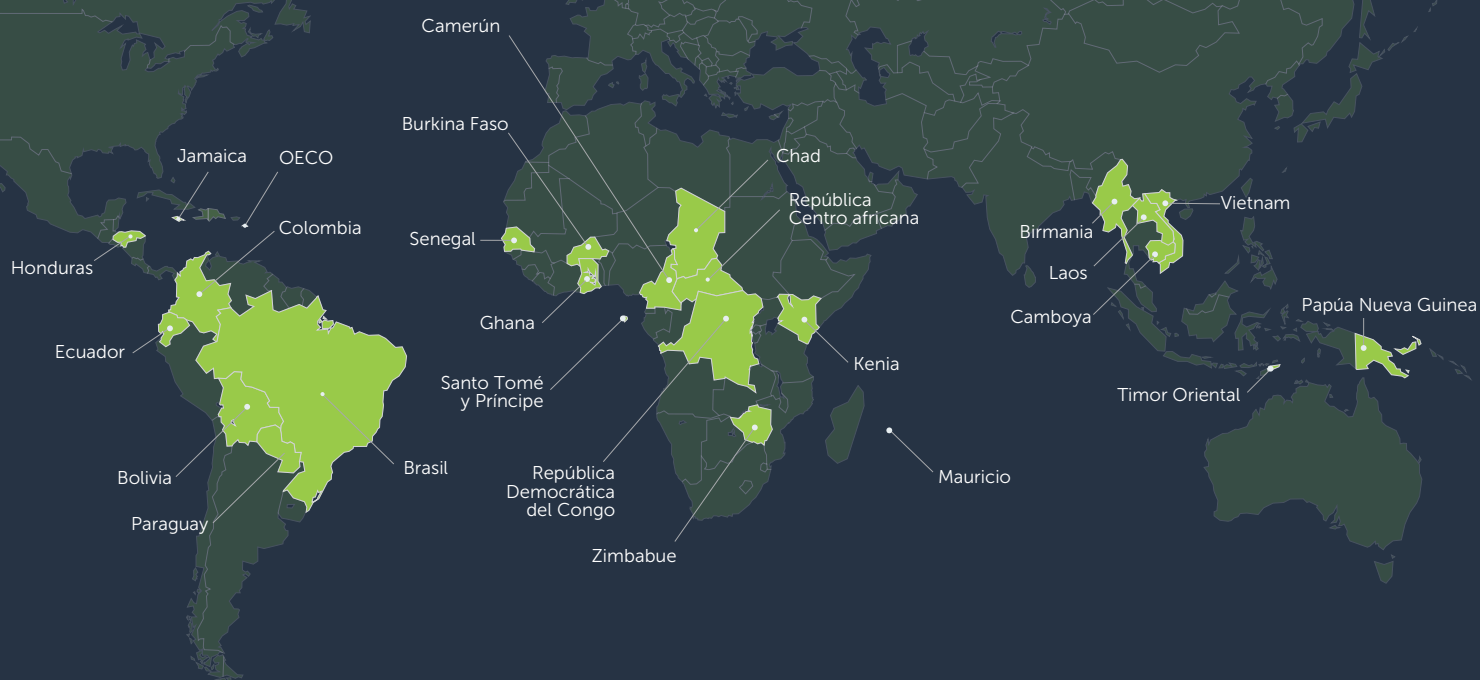 Camerún
Burkina Faso
Jamaica
OECO
Chad
República
Centro africana
Vietnam
Colombia
Senegal
Birmania
Honduras
Laos
Papúa Nueva Guinea
Camboya
Ghana
Ecuador
Kenia
Santo Tomé
y Príncipe
Timor Oriental
Brasil
Bolivia
República
Democrática
del Congo
Mauricio
Paraguay
Zimbabue